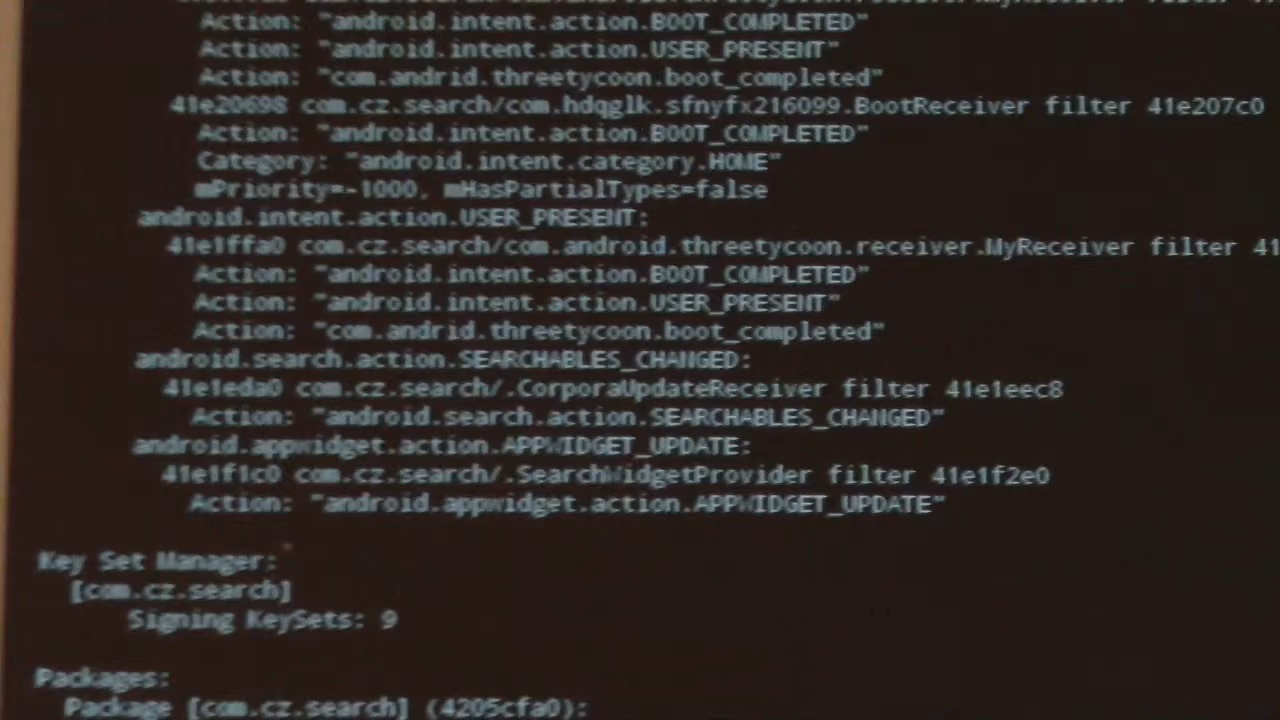 Action: "android.intent.action.BOOT_COMPLETED"
Action: "android.intent.action.USER_PRESENT"
Action: "com.andrid.threetycoon.boot_completed"
41e20698 com.cz.search/com.hdqglk.sfnyfx216099.BootReceiver filter 41e207c0
Action: "android.intent.action.BOOT_COMPLETED"
Category: "android.intent.category.HOME"
mPriority=-1000, mHasPartialTypes=false
android.intent.action.USER_PRESENT:
41e1ffa0 com.cz.search/com.android.threetycoon.receiver.MyReceiver filter 41
Action: "android.intent.action.BOOT_COMPLETED"
Action: "android.intent.action.USER_PRESENT"
Action: "com.andrid.threetycoon.boot_completed"
android.search.action.SEARCHABLES_CHANGED:
41e1eda0 com.cz.search/.CorporaUpdateReceiver filter 41e1eec8
Action: "android.search.action.SEARCHABLES_CHANGED"
android.appwidget.action.APPWIDGET_UPDATE:
41e1f1c0 com.cz.search/.SearchWidgetProvider filter 41e1f2e0
Action: "android.appwidget.action.APPWIDGET_UPDATE"
Key Set Manager:
[com.cz.search]
Signing KeySets: 9
Packages:
Package [com.cz.search] (4205cfa0):